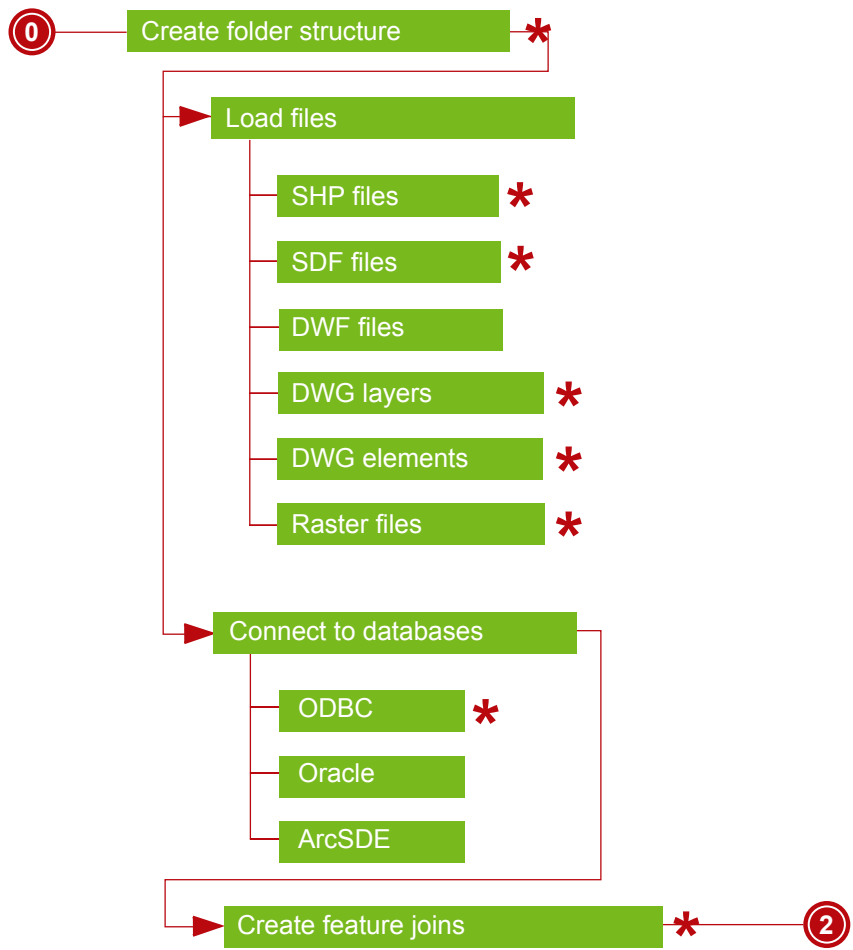 0
Create folder structure *
Load files
SHP files *
SDF files *
DWF files
DWG layers *
DWG elements *
Raster files *
Connect to databases
ODBC *
Oracle
ArcSDE
Create feature joins * 2